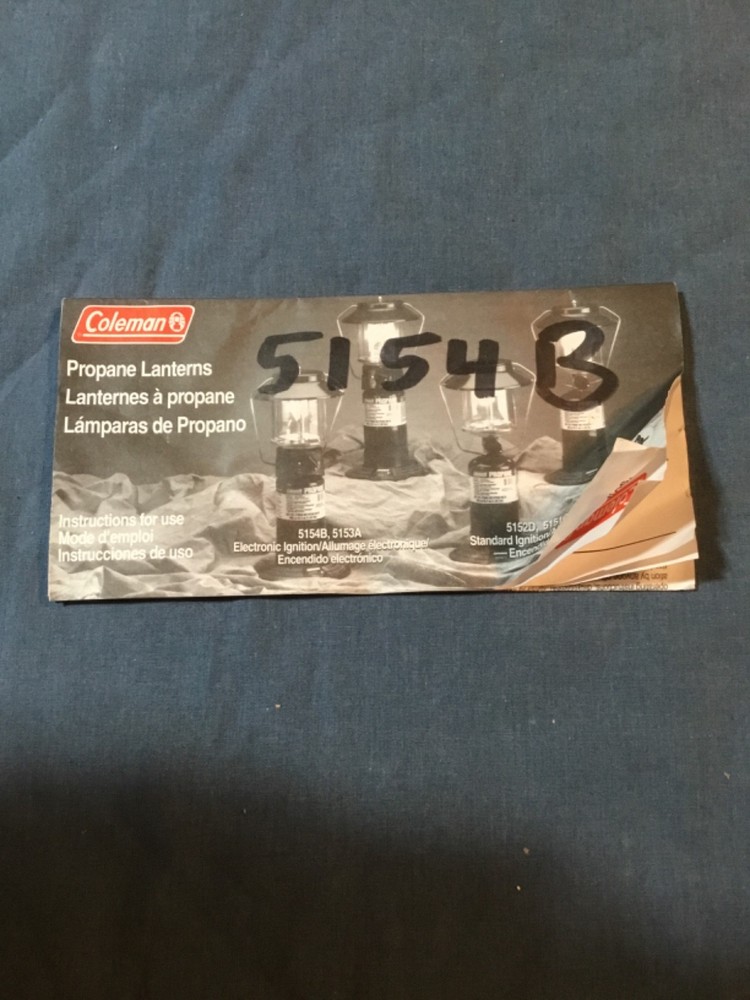 Coleman
5154B
Propane Lanterns
Lanternes à propane
Lámparas de Propano
Instructions for use
Mode d'emploi
Instrucciones de uso
5154B, 5153A
Electronic Ignition/Allumage électronique/
Encendido electrónico
5152D,
Standard Ignition